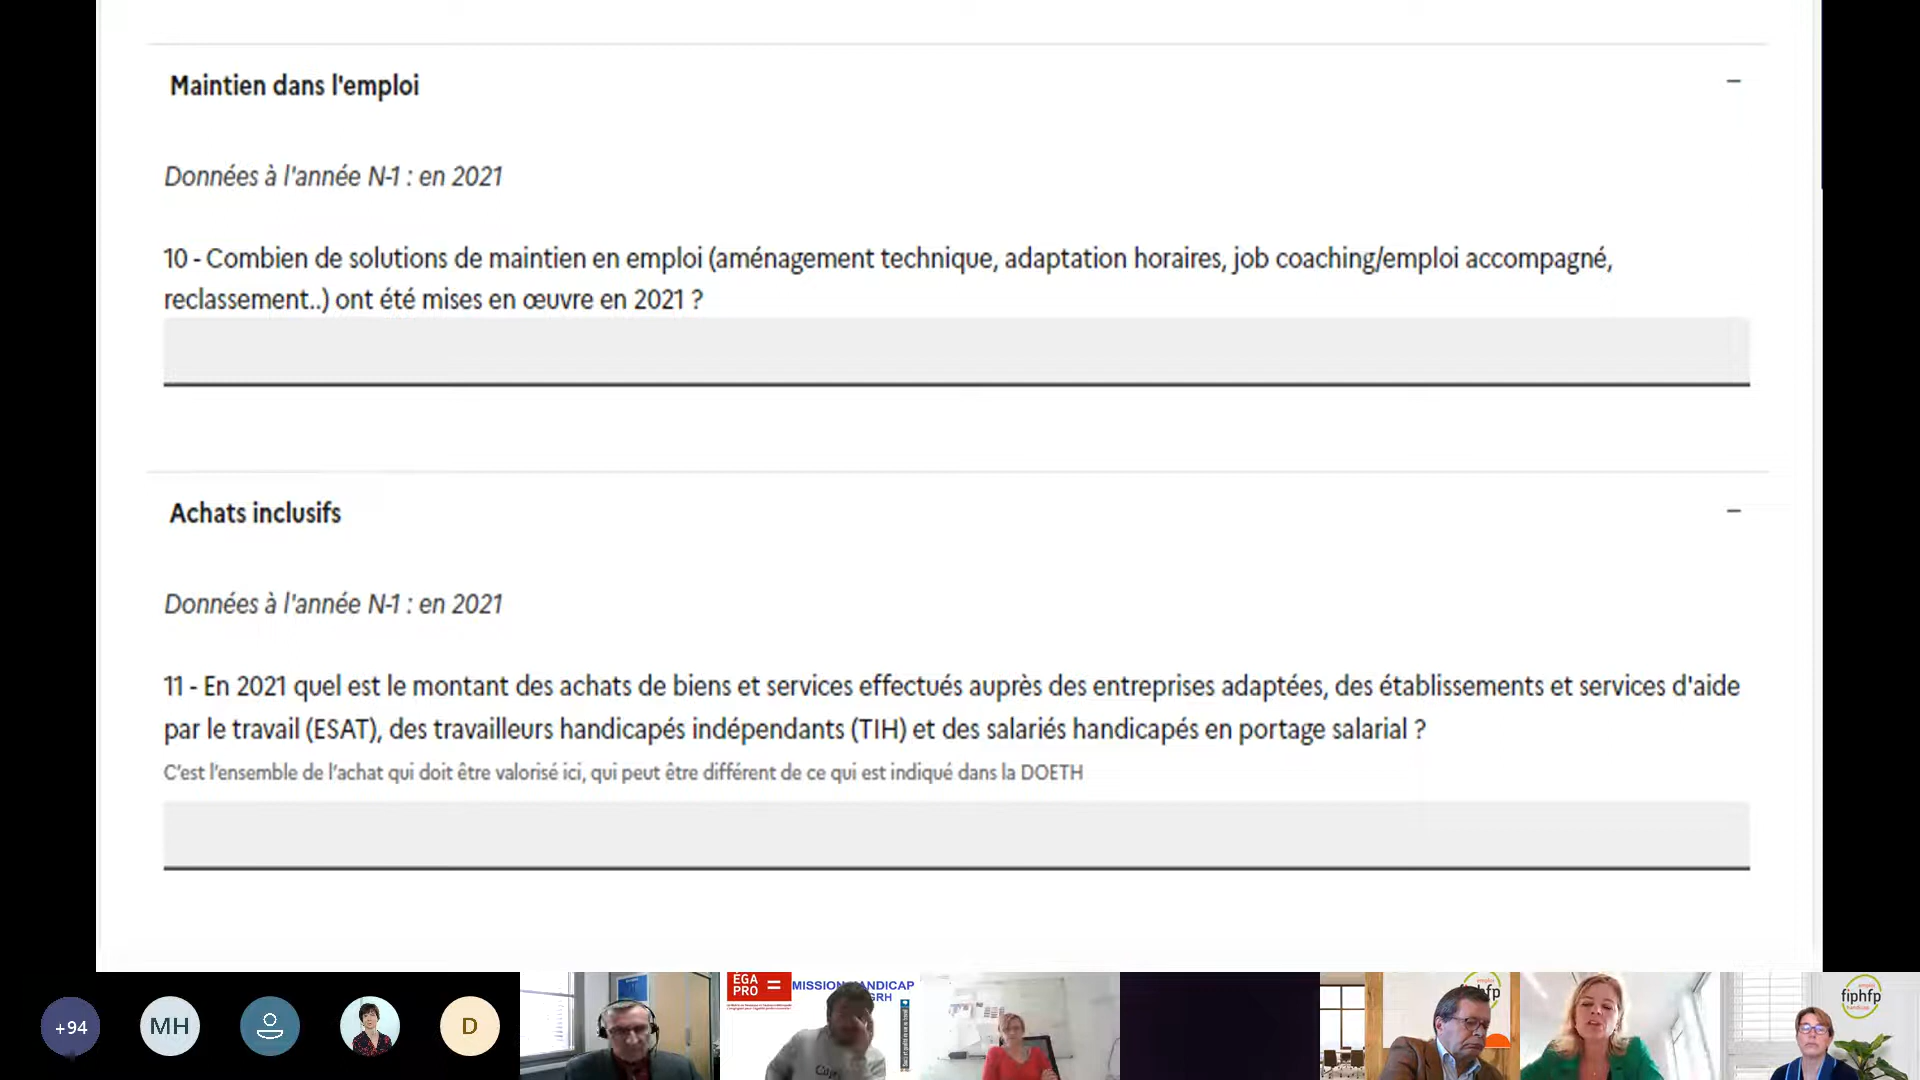 Maintien dans l'emploi
Données à l'année N-1 : en 2021
10 - Combien de solutions de maintien en emploi (aménagement technique, adaptation horaires, job coaching/emploi accompagné,
reclassement..) ont été mises en œuvre en 2021 ?
Achats inclusifs
Données à l'année N-1 : en 2021
11 - En 2021 quel est le montant des achats de biens et services effectués auprès des entreprises adaptées, des établissements et services d'aide
par le travail (ESAT), des travailleurs handicapés indépendants (TIH) et des salariés handicapés en portage salarial ?
C'est l'ensemble de l'achat qui doit être valorisé ici, qui peut être différent de ce qui est indiqué dans la DOETH
+94
MH
D
ÉGA
PRO =
MISSION
fiphfp